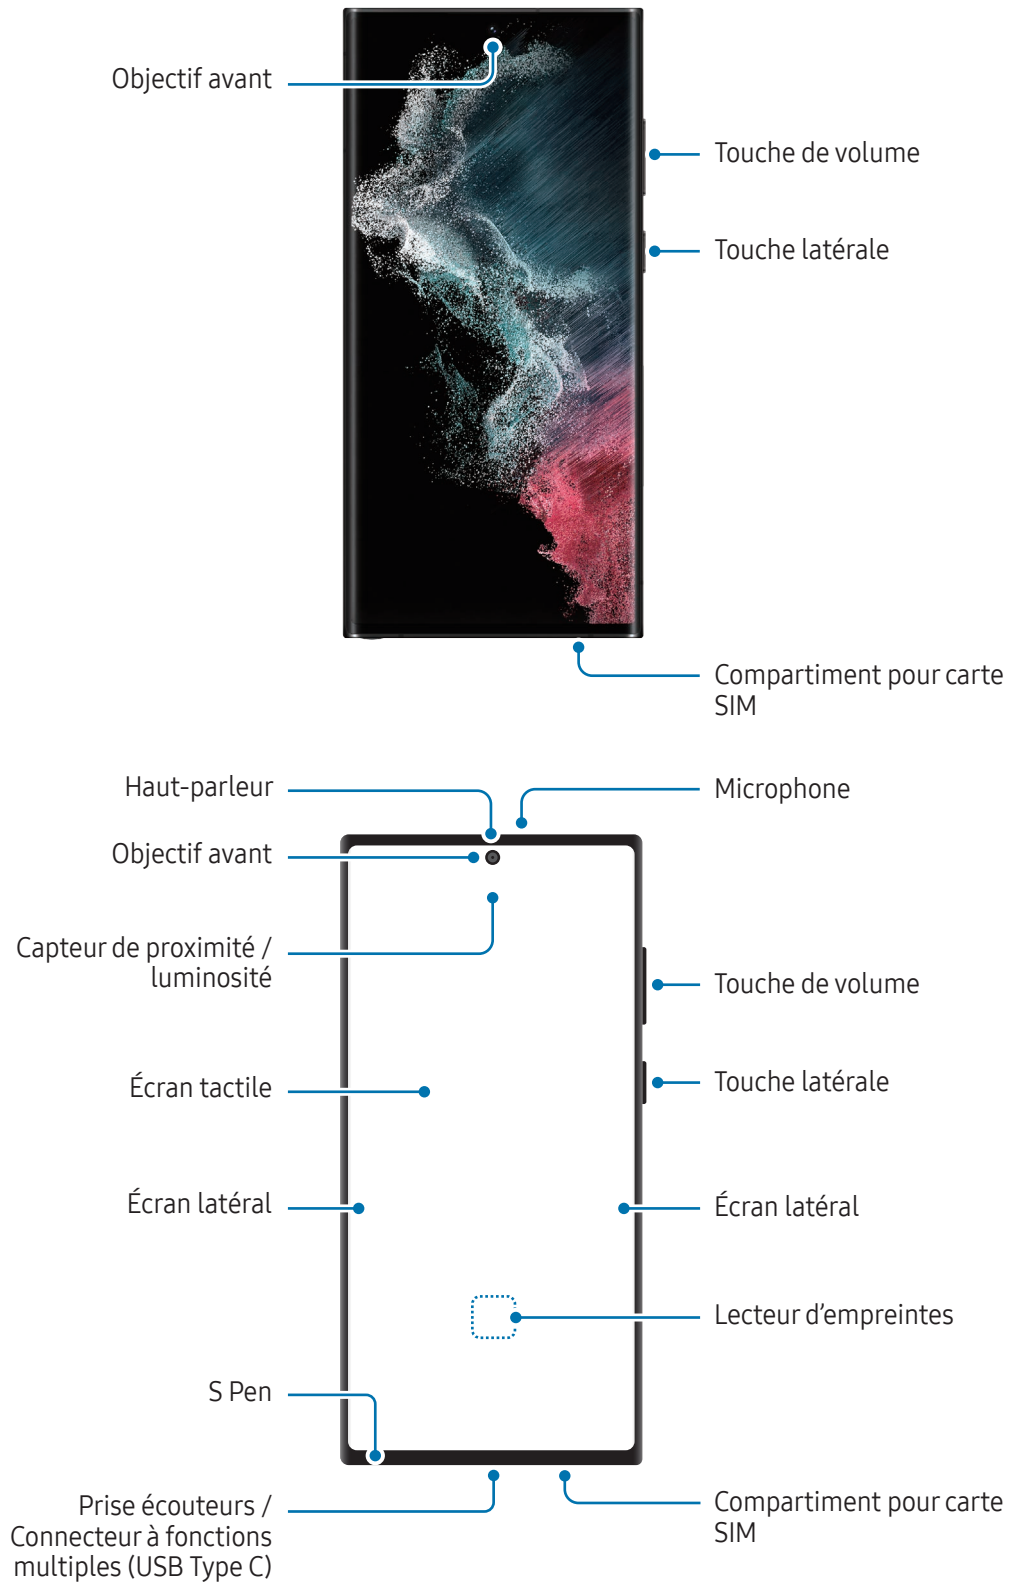 Objectif avant
Touche de volume
Touche latérale
Compartiment pour carte
SIM
Haut-parleur
Microphone
Objectif avant
Capteur de proximité /
luminosité
Touche de volume
Écran tactile
Touche latérale
Écran latéral
Écran latéral
Lecteur d’empreintes
S Pen
Prise écouteurs /
Connecteur à fonctions
multiples (USB Type C)
Compartiment pour carte
SIM